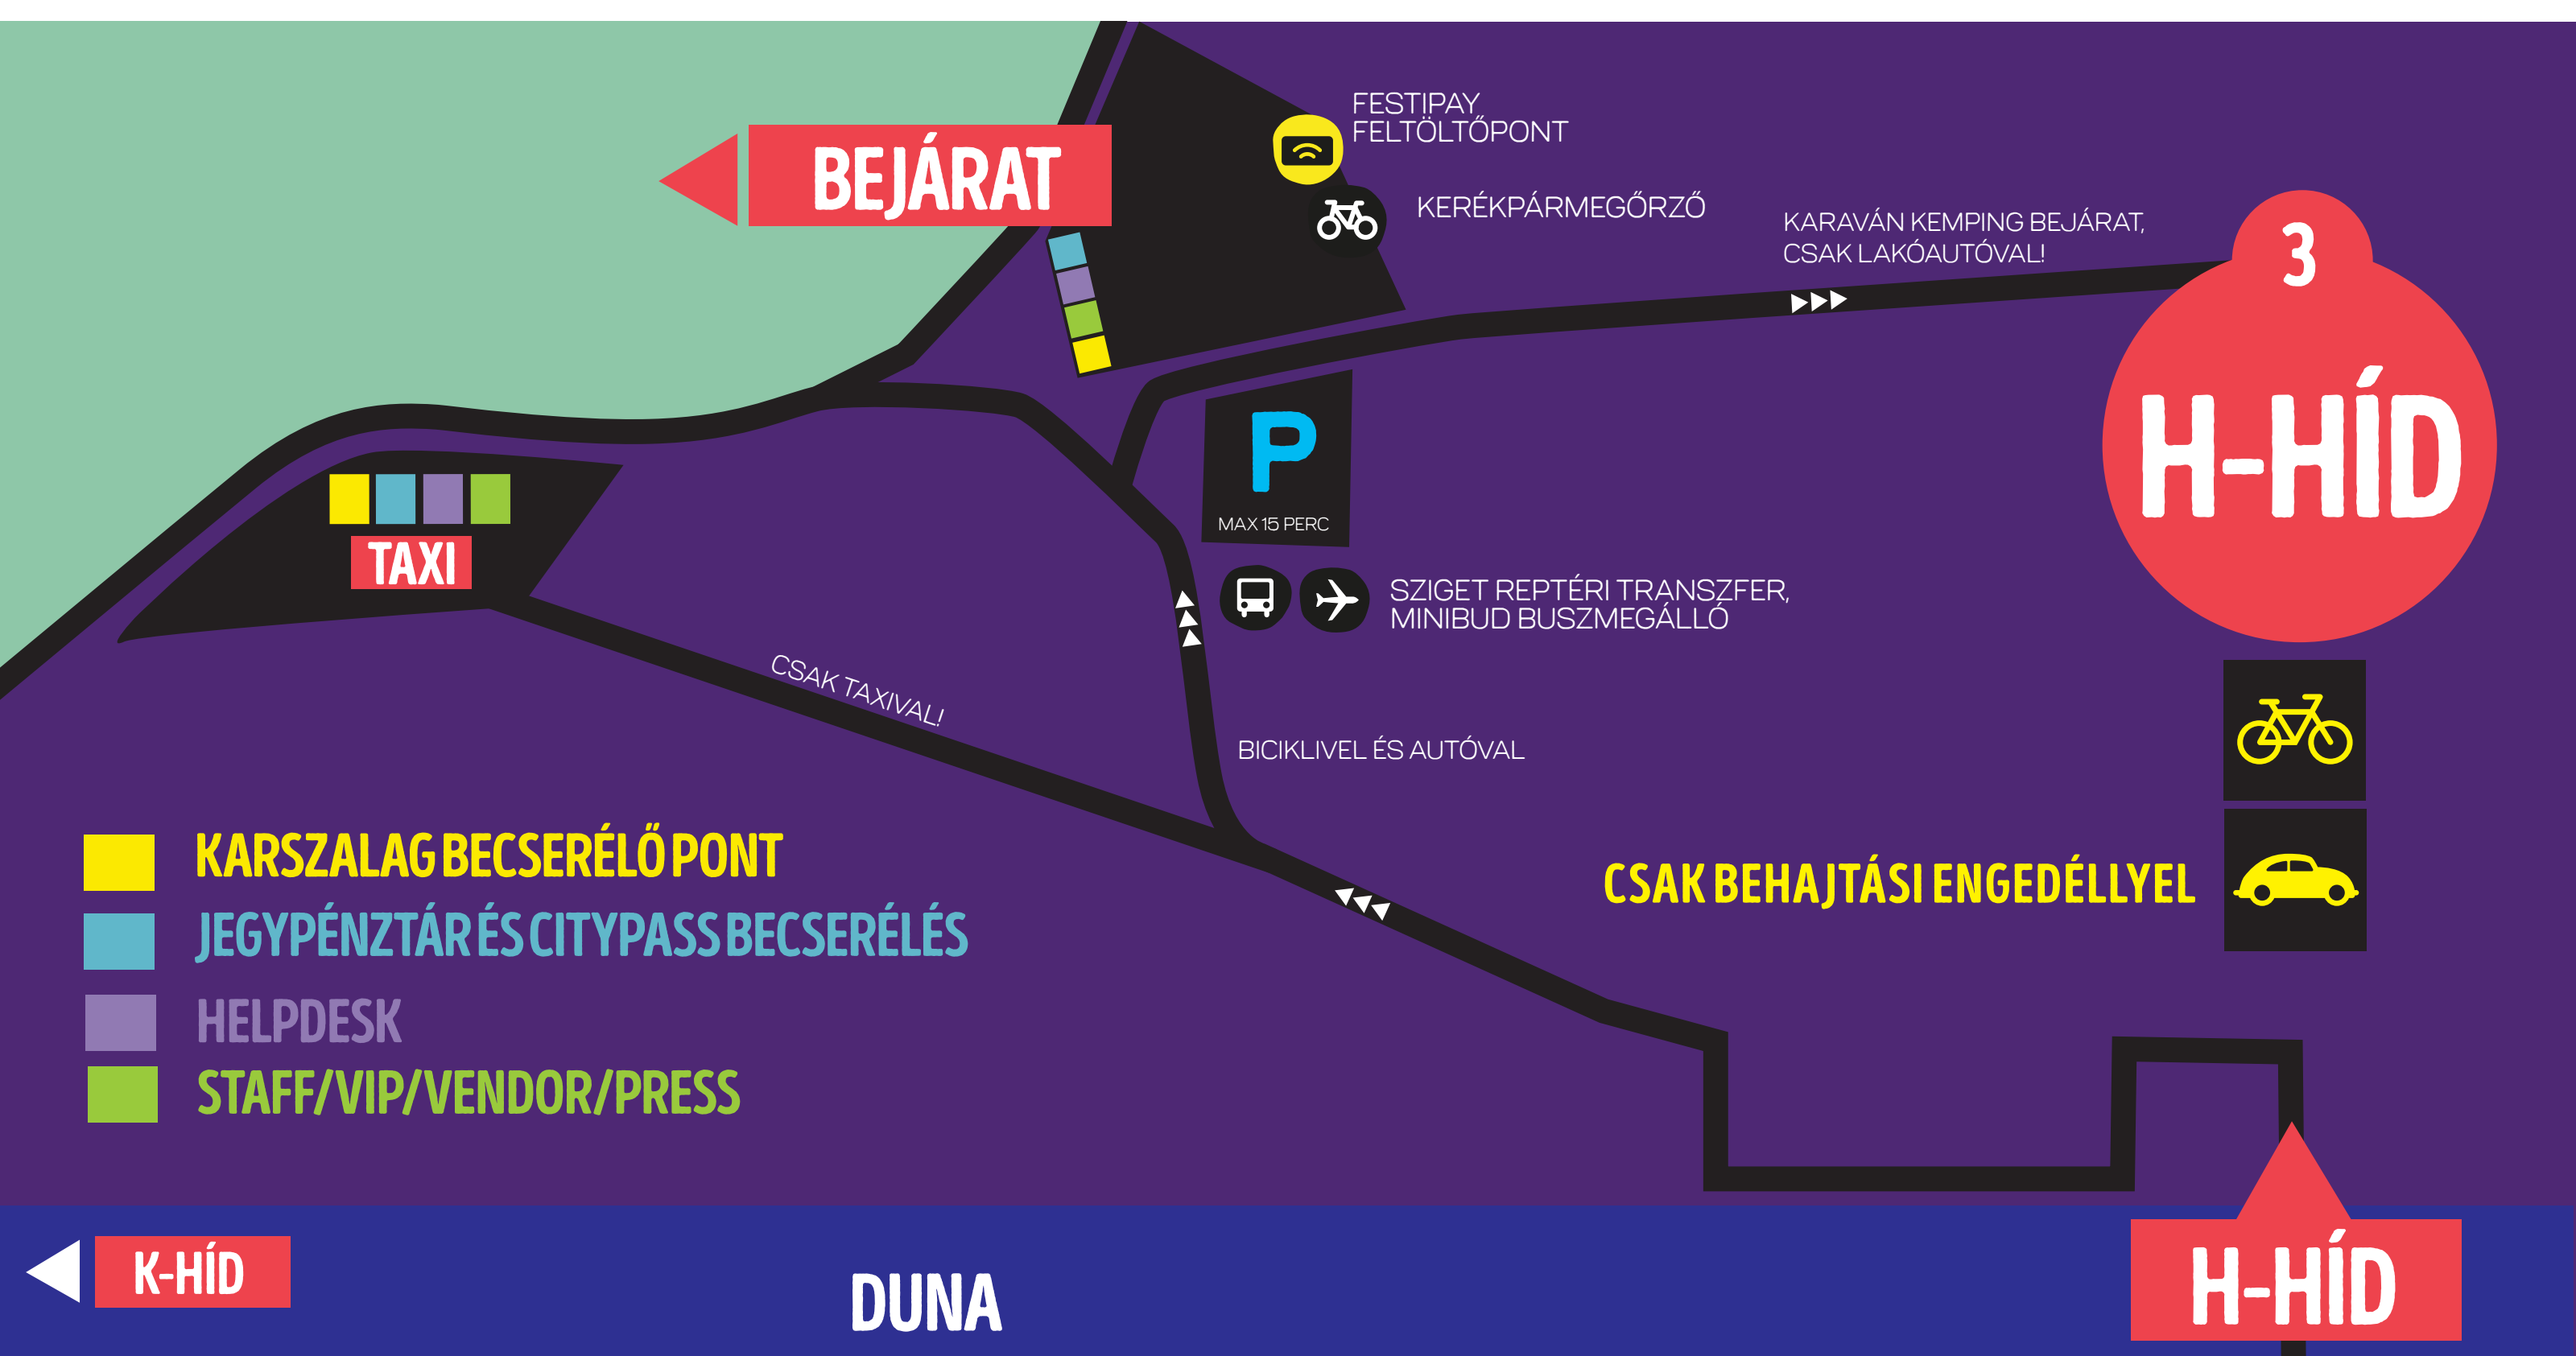 FESTIPAY
FELTÖLTŐPONT
BEJÁRAT
KERÉKPÁRMEGŐRZŐ
KARAVÁN KEMPING BEJÁRAT,
CSAK LAKÓAUTÓVAL!
3
H-HÍD
P
MAX 15 PERC
TAXI
SZIGET REPTÉRI TRANSZFER,
MINIBUD BUSZMEGÁLLÓ
CSAK TAXIVAL!
BICIKLIVEL ÉS AUTÓVAL
CSAK BEHAJTÁSI ENGEDÉLLYEL
KARSZALAG BECSERÉLŐ PONT
JEGYPÉNZTÁR ÉS CITYPASS BECSERÉLÉS
HELPDESK
STAFF/VIP/VENDOR/PRESS
K-HÍD
DUNA
H-HÍD